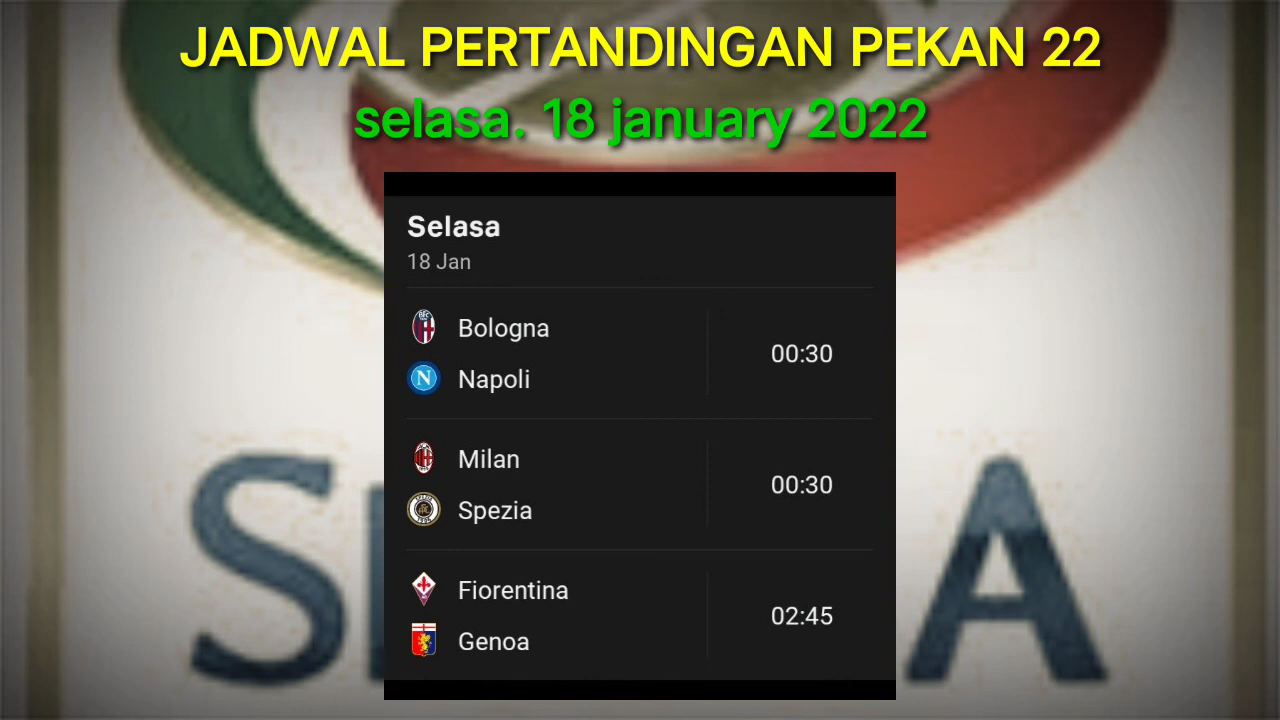 JADWAL PERTANDINGAN PEKAN 22
selasa. 18 january 2022
Selasa
18 Jan
Bologna
Napoli
00:30
Milan
Spezia
00:30
Fiorentina
Genoa
02:45